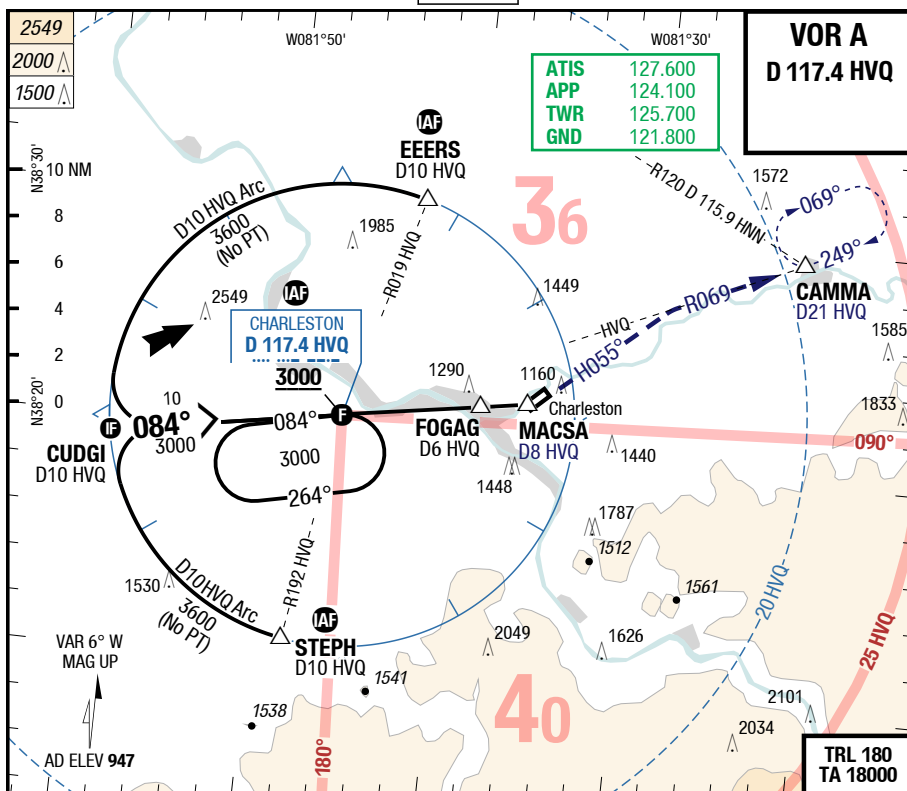 2549
2000
1500
W081°50'
W081°30'
ATIS 127.600
APP 124.100
TWR 125.700
GND 121.800
VOR A
D 117.4 HVQ
N38°30'
10 NM
8
6
4
2
0
N38°20'
IAF
EEERS
D10 HVQ
D10 HVQ Arc
3600
(No PT)
1985
R019 HVQ
36
R120 D 115.9 HNN
1572
069°
249°
CAMMA
D21 HVQ
R069
HVQ
H055°
1449
2549
IAF
CHARLESTON
D 117.4 HVQ
3000
F
1290
1160
Charleston
1585
1833
IF
CUDGI
D10 HVQ
10
084°
3000
084°
3000
264°
FOGAG
D6 HVQ
MACSA
D8 HVQ
090°
1440
1448
1787
1512
1561
1530
D10HVQ Arc
3600
(No PT)
R192 HVQ
IAF
STEPH
D10 HVQ
2049
1626
20 HVQ
25 HVQ
VAR 6° W
MAG UP
AD ELEV 947
1541
1538
180°
40
2101
2034
TRL 180
TA 18000